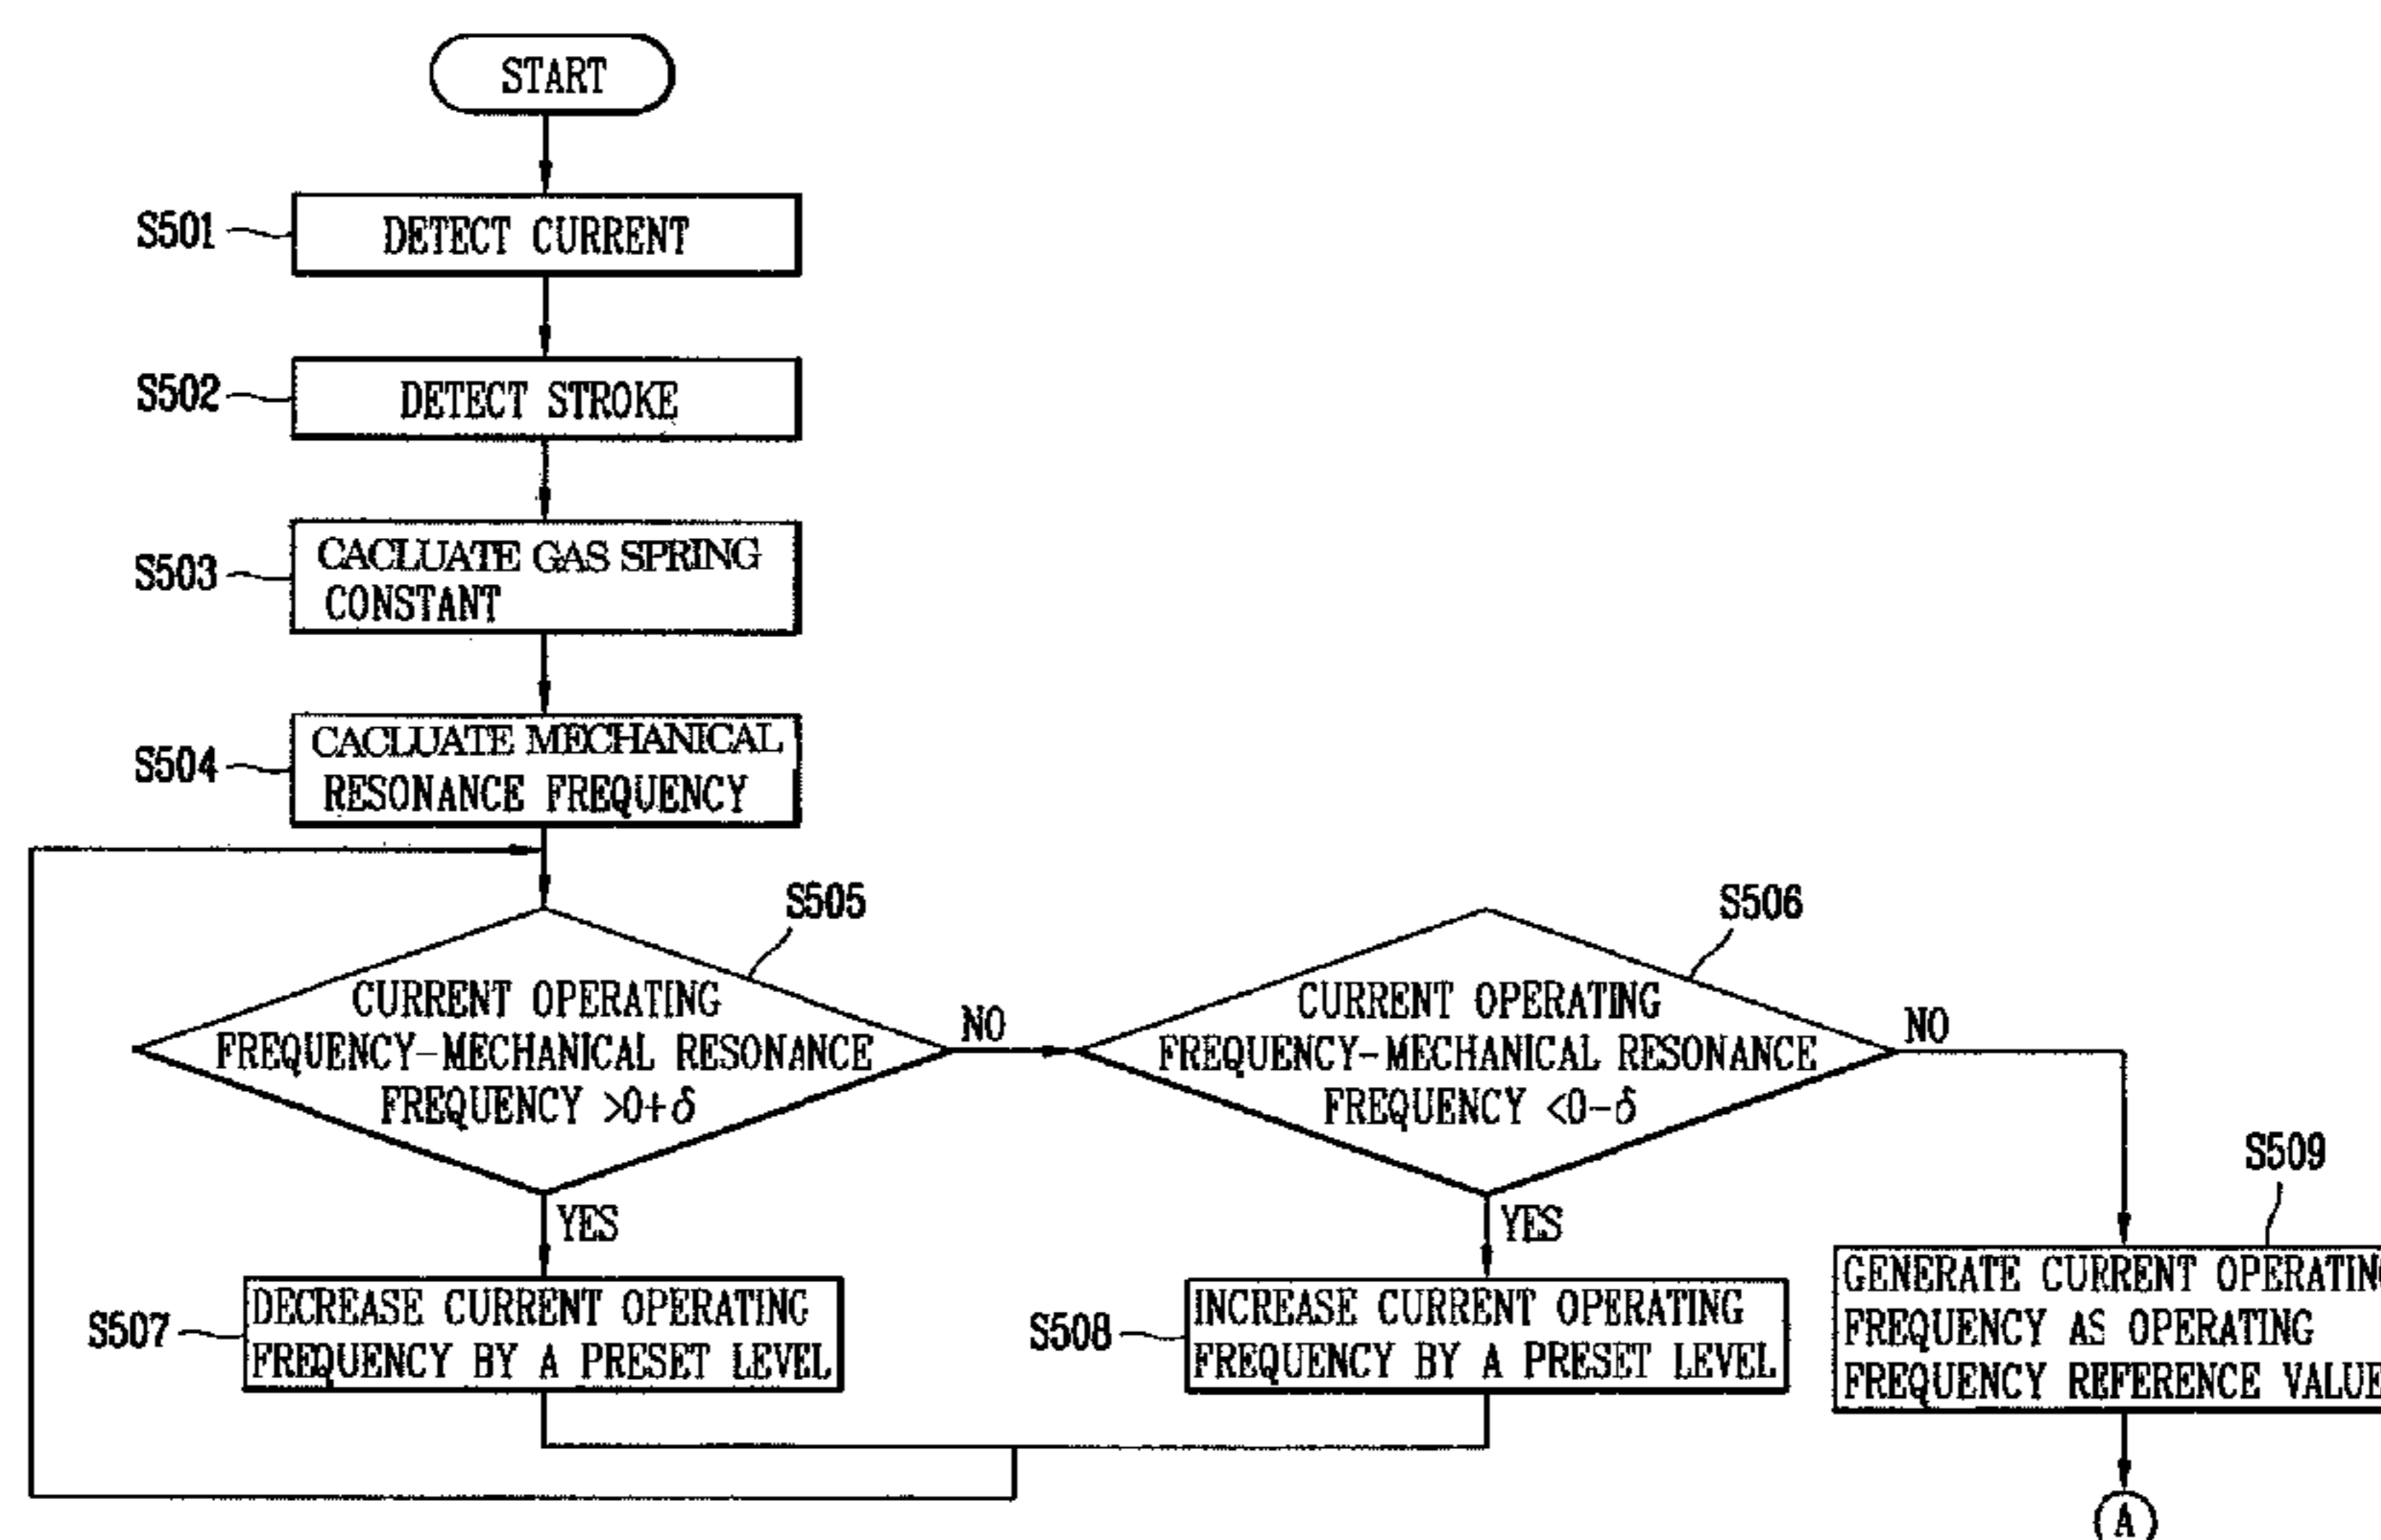 START
S501
DETECT CURRENT
S502
DETECT STROKE
S503
CACLUATE GAS SPRING
CONSTANT
S504
CACLUATE MECHANICAL
RESONANCE FREQUENCY
S505
CURRENT OPERATING
FREQUENCY-MECHANICAL RESONANCE
FREQUENCY >0+δ
NO
YES
S506
CURRENT OPERATING
FREQUENCY-MECHANICAL RESONANCE
FREQUENCY <0-δ
NO
YES
S507
DECREASE CURRENT OPERATING
FREQUENCY BY A PRESET LEVEL
S508
INCREASE CURRENT OPERATING
FREQUENCY BY A PRESET LEVEL
S509
GENERATE CURRENT OPERATING
FREQUENCY AS OPERATING
FREQUENCY REFERENCE VALUE
A